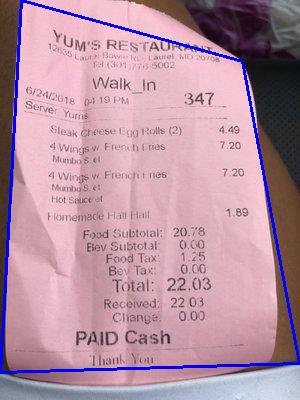 YUM'S RESTAURANT
12655 Laurel-Bowie RD. Laurel, MD 20708
Tel (301)776-5002
Walk_In
6/24/2018 04:19 PM 347
Server: Yums
Steak Cheese Egg Rolls (2) 4.49
4 Wings w. French Fries 7.20
Mumbo S. et
4 Wings w. French Fries 7.20
Mumbo S. et
Hot Sauce et
Homemade Half Half 1.89
Food Subtotal: 20.78
Bev Subtotal: 0.00
Food Tax: 1.25
Bev Tax: 0.00
Total: 22.03
Received: 22.03
Change: 0.00
PAID Cash
Thank You